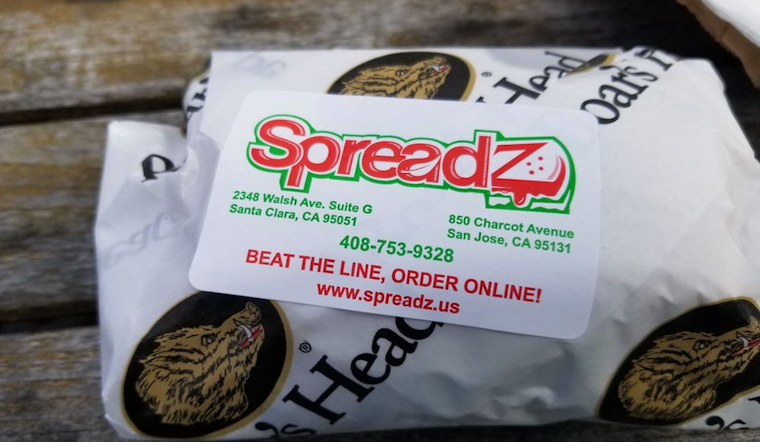 Head
oar's H
Spreadz
2348 Walsh Ave. Suite G
Santa Clara, CA 95051
850 Charcot Avenue
San Jose, CA 95131
408-753-9328
BEAT THE LINE, ORDER ONLINE!
www.spreadz.us
®
's Head